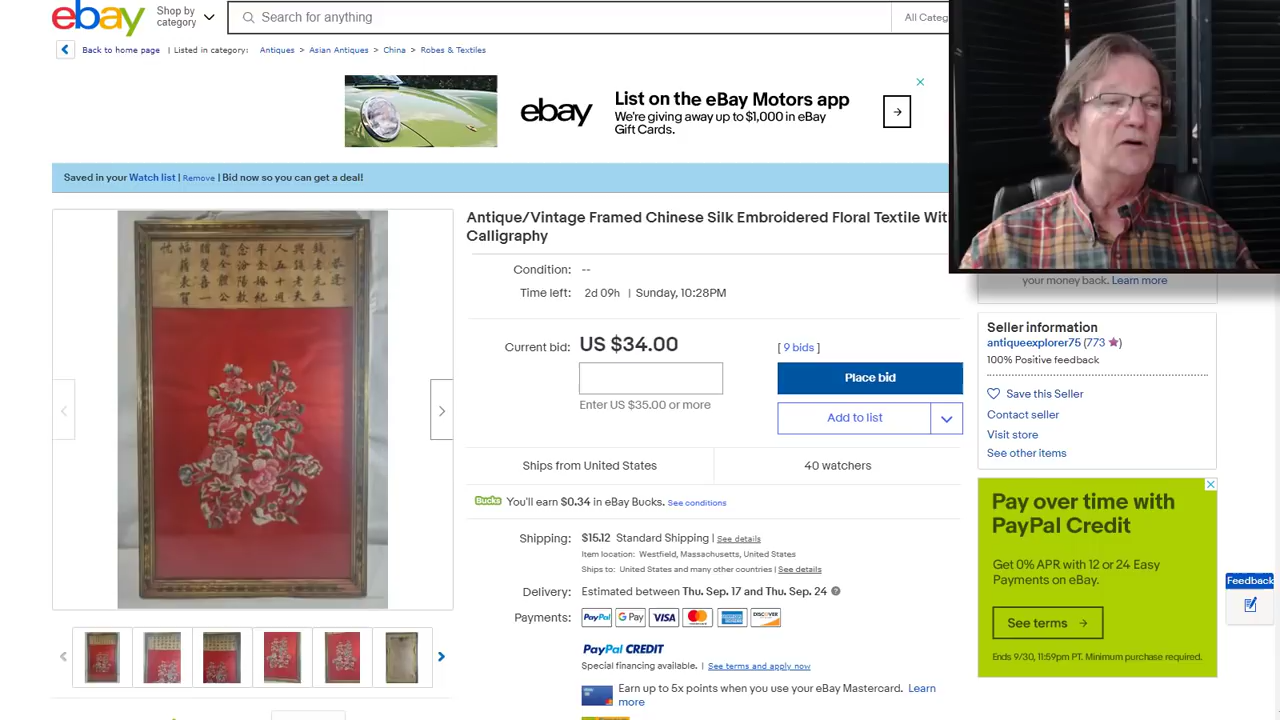 ebay
Shop by
category
Search for anything
All Categ
Back to home page | Listed in category: Antiques > Asian Antiques > China > Robes & Textiles
ebay
List on the eBay Motors app
We're giving away up to $1,000 in eBay
Gift Cards.
Saved in your Watch list | Remove | Bid now so you can get a deal!
Antique/Vintage Framed Chinese Silk Embroidered Floral Textile Wit
Calligraphy
Condition: --
Time left: 2d 09h | Sunday, 10:28PM
Current bid: US $34.00 [ 9 bids ]
Place bid
Enter US $35.00 or more
Add to list
Ships from United States
40 watchers
Bucks You'll earn $0.34 in eBay Bucks. See conditions
Shipping: $15.12 Standard Shipping | See details
Item location: Westfield, Massachusetts, United States
Ships to: United States and many other countries | See details
Delivery: Estimated between Thu. Sep. 17 and Thu. Sep. 24
Payments: PayPal G Pay VISA DISCOVER
PayPal CREDIT
Special financing available. | See terms and apply now
Earn up to 5x points when you use your eBay Mastercard. Learn
more
your money back. Learn more
Seller information
antiqueexplorer75 (773 )
100% Positive feedback
Save this Seller
Contact seller
Visit store
See other items
Pay over time with
PayPal Credit
Get 0% APR with 12 or 24 Easy
Payments on eBay.
See terms
Ends 9/30, 11:59pm PT. Minimum purchase required.
Feedback